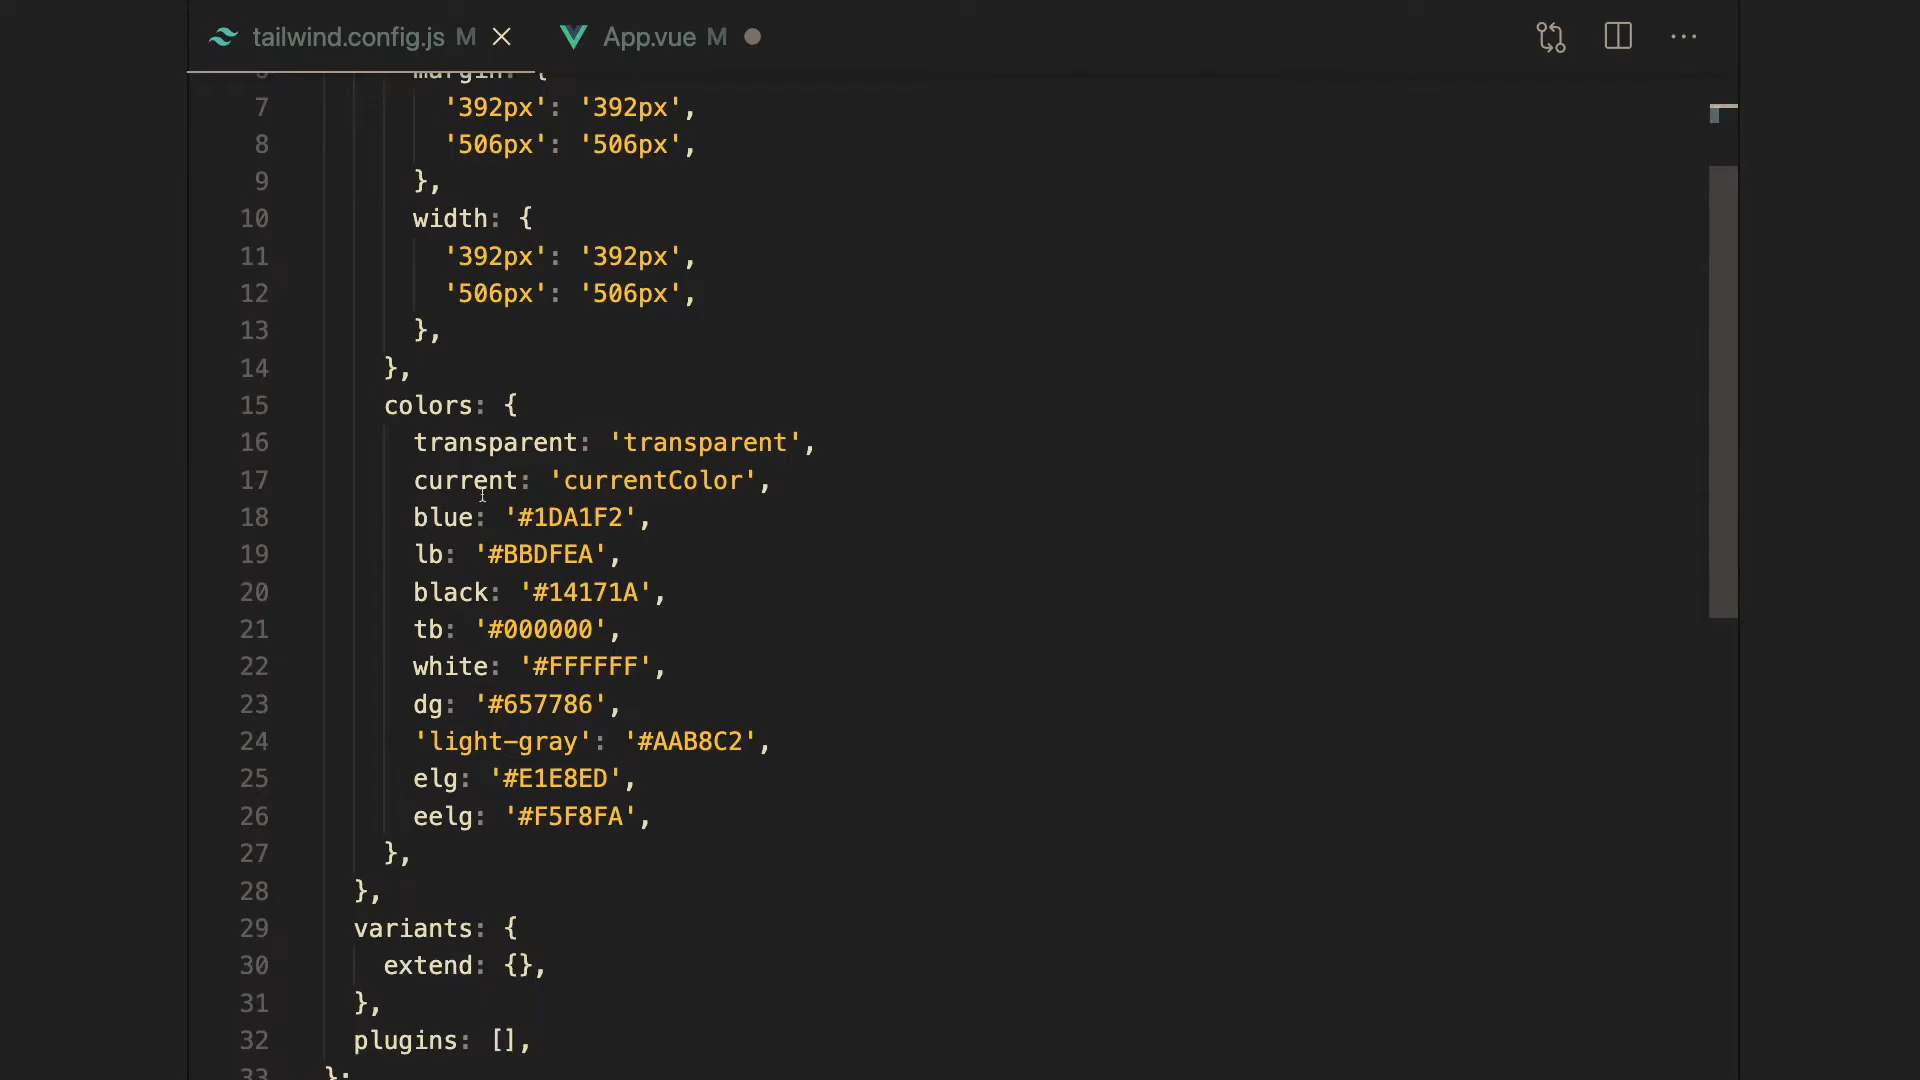 tailwind.config.js M
App.vue M
6 margin: {
7 '392px': '392px',
8 '506px': '506px',
9 },
10 width: {
11 '392px': '392px',
12 '506px': '506px',
13 },
14 },
15 colors: {
16 transparent: 'transparent',
17 current: 'currentColor',
18 blue: '#1DA1F2',
19 lb: '#BBDFEA',
20 black: '#14171A',
21 tb: '#000000',
22 white: '#FFFFFF',
23 dg: '#657786',
24 'light-gray': '#AAB8C2',
25 elg: '#E1E8ED',
26 eelg: '#F5F8FA',
27 },
28 },
29 variants: {
30 extend: {},
31 },
32 plugins: [],
33 };